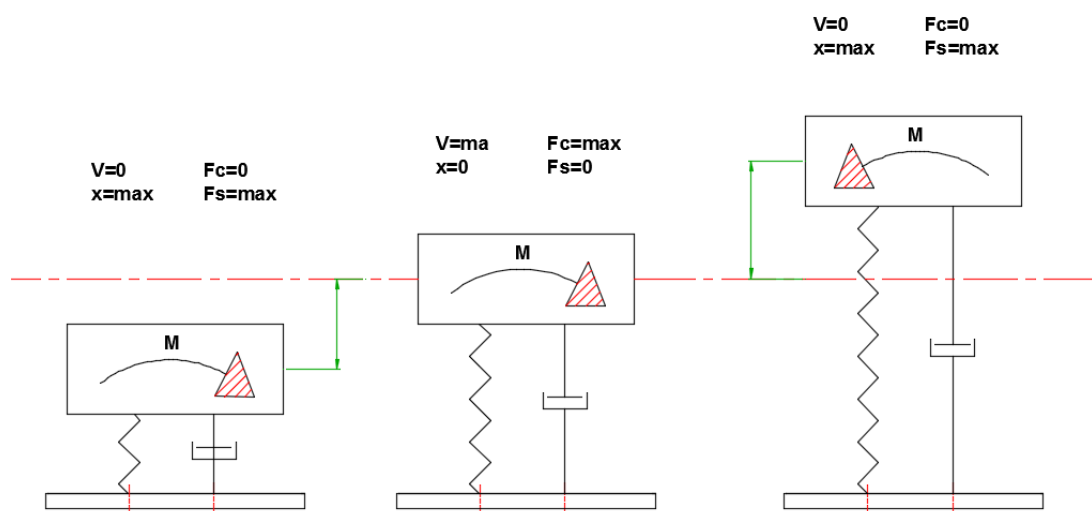 V=0 Fc=0
x=max Fs=max
V=ma Fc=max
x=0 Fs=0
V=0 Fc=0
x=max Fs=max
M
M
M